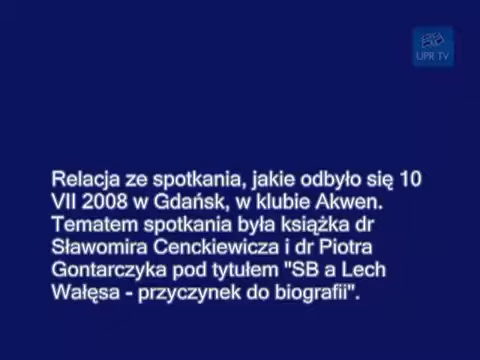 UPR TV
Relacja ze spotkania, jakie odbyło się 10
VII 2008 w Gdańsk, w klubie Akwen.
Tematem spotkania była książka dr
Sławomira Cenckiewicza i dr Piotra
Gontarczyka pod tytułem "SB a Lech
Wałęsa - przyczynek do biografii".